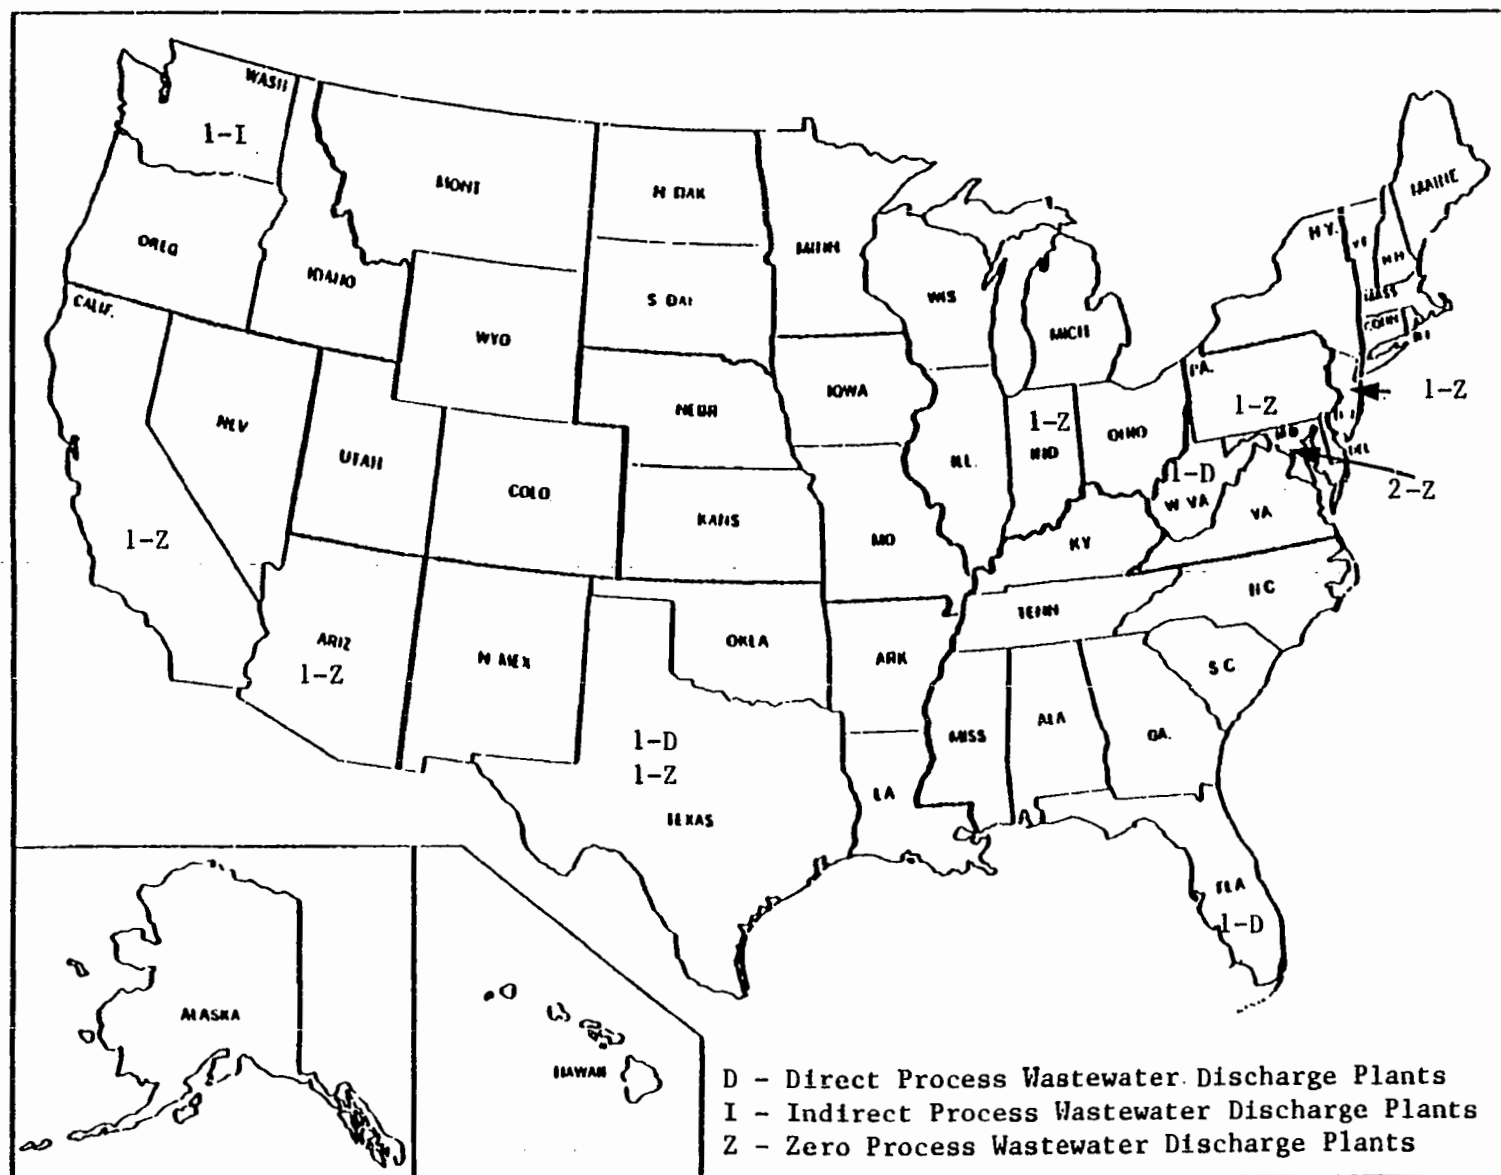 WASH
1-I
MONT
N DAK
MINN
MAINE
OREG
IDAHO
S DAK
WIS
MICH
N.Y.
VT
N H
MASS
CONN
R I
CALIF.
WYO
NEV
UTAH
COLO
NEBR
IOWA
ILL.
1-Z
IND
OHIO
PA.
1-Z
1-Z
N J
MD
DEL
2-Z
1-D
W VA
VA
KANS
MO
KY
1-Z
ARIZ
1-Z
N MEX
OKLA
ARK
TENN
N C
S C
MISS
ALA
GA.
1-D
1-Z
TEXAS
LA
FLA
1-D
ALASKA
HAWAII
D - Direct Process Wastewater Discharge Plants
I - Indirect Process Wastewater Discharge Plants
Z - Zero Process Wastewater Discharge Plants